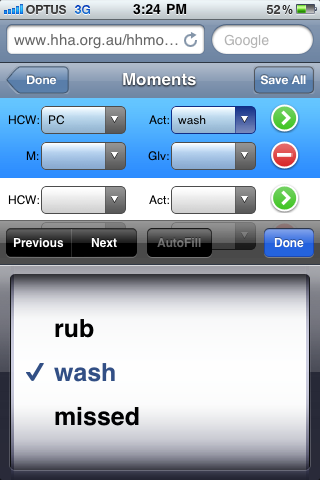 OPTUS 3G 3:24 PM 52%
www.hha.org.au/hhmo... Google
Done Moments Save All
HCW: PC Act: wash
M: Glv:
HCW: Act:
Previous Next AutoFill Done
rub
✓ wash
missed